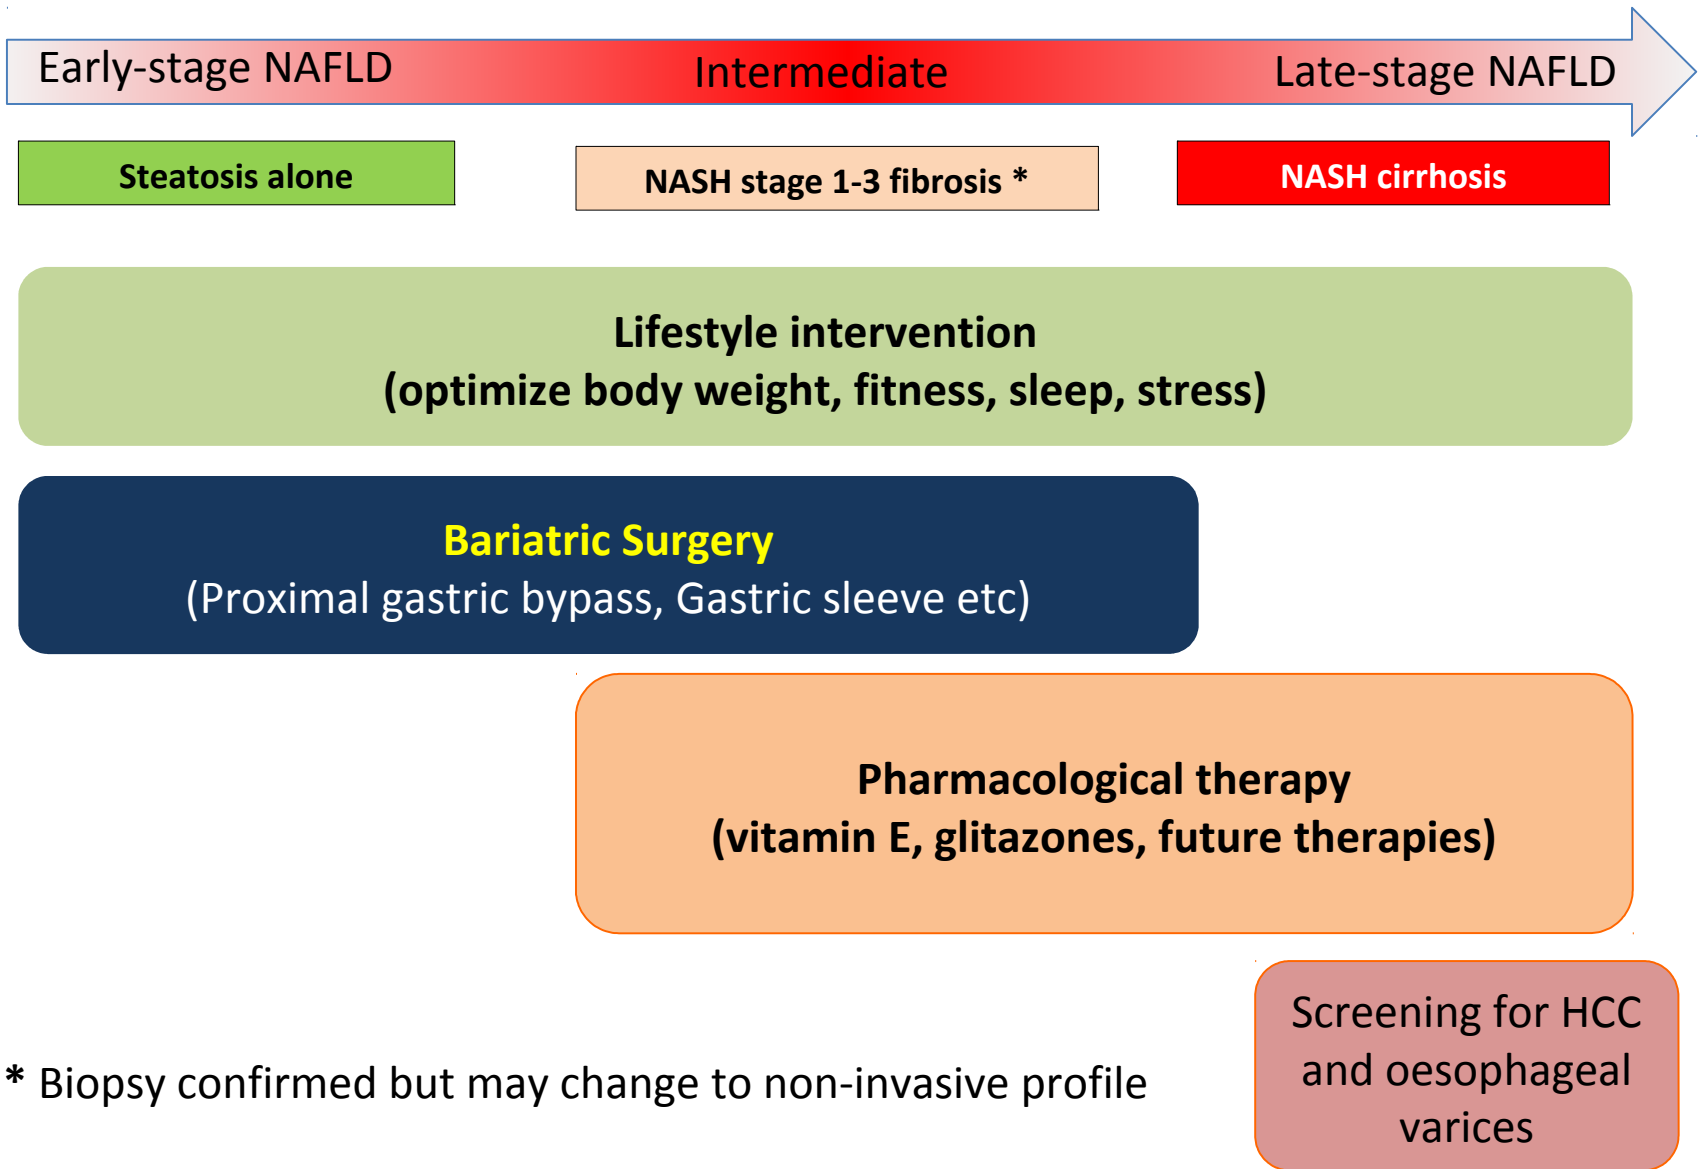 Early-stage NAFLD
Intermediate
Late-stage NAFLD
Steatosis alone
NASH stage 1-3 fibrosis *
NASH cirrhosis
Lifestyle intervention
(optimize body weight, fitness, sleep, stress)
Bariatric Surgery
(Proximal gastric bypass, Gastric sleeve etc)
Pharmacological therapy
(vitamin E, glitazones, future therapies)
Screening for HCC
and oesophageal
varices
* Biopsy confirmed but may change to non-invasive profile